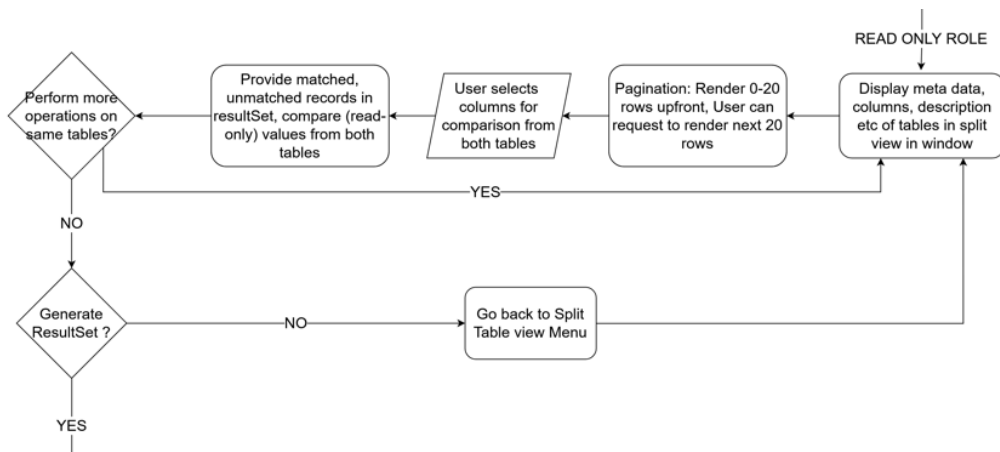 READ ONLY ROLE
Perform more
operations on
same tables?
Provide matched,
unmatched records in
resultSet, compare (read-
only) values from both
tables
User selects
columns for
comparison from
both tables
Pagination: Render 0-20
rows upfront, User can
request to render next 20
rows
Display meta data,
columns, description
etc of tables in split
view in window
YES
NO
Generate
ResultSet ?
NO
Go back to Split
Table view Menu
YES